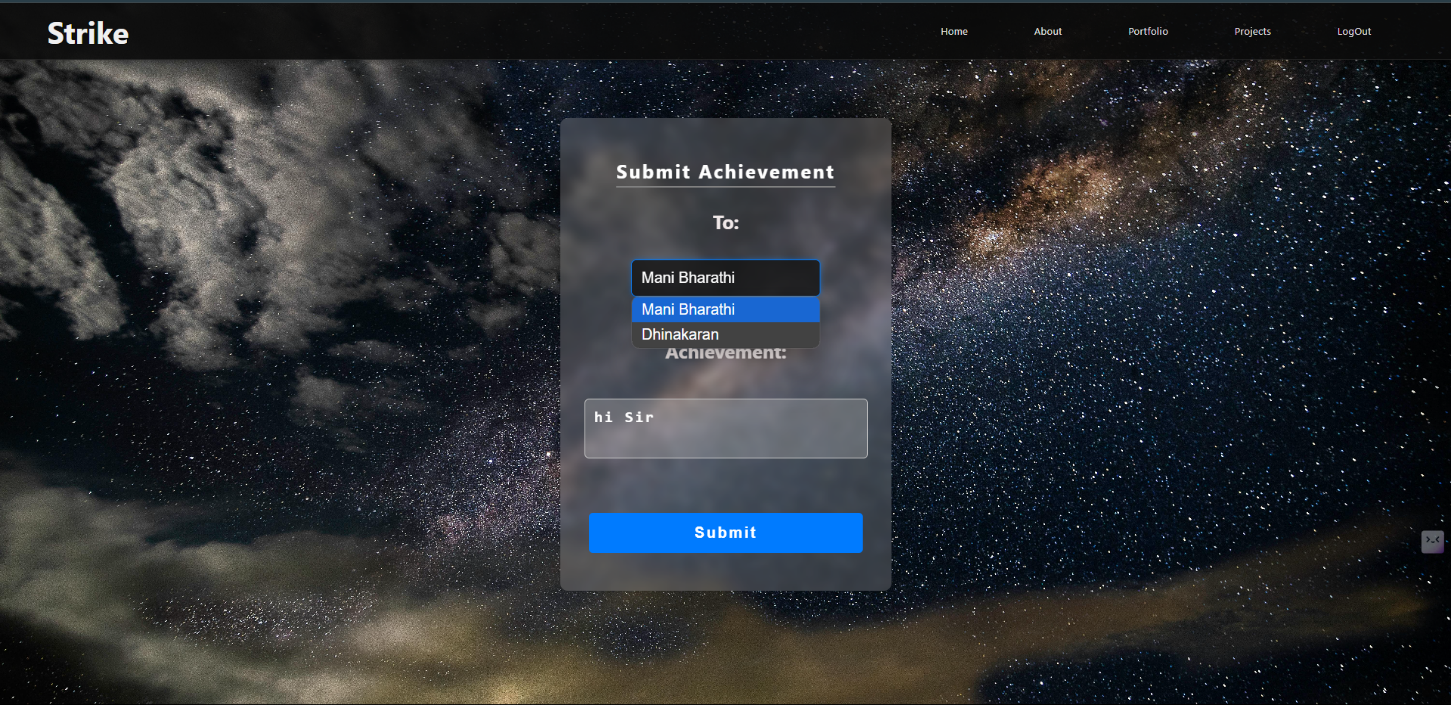 Strike
Home About Portfolio Projects LogOut
Submit Achievement
To:
Mani Bharathi
Mani Bharathi
Dhinakaran
Achievement:
hi Sir
Submit
>_<